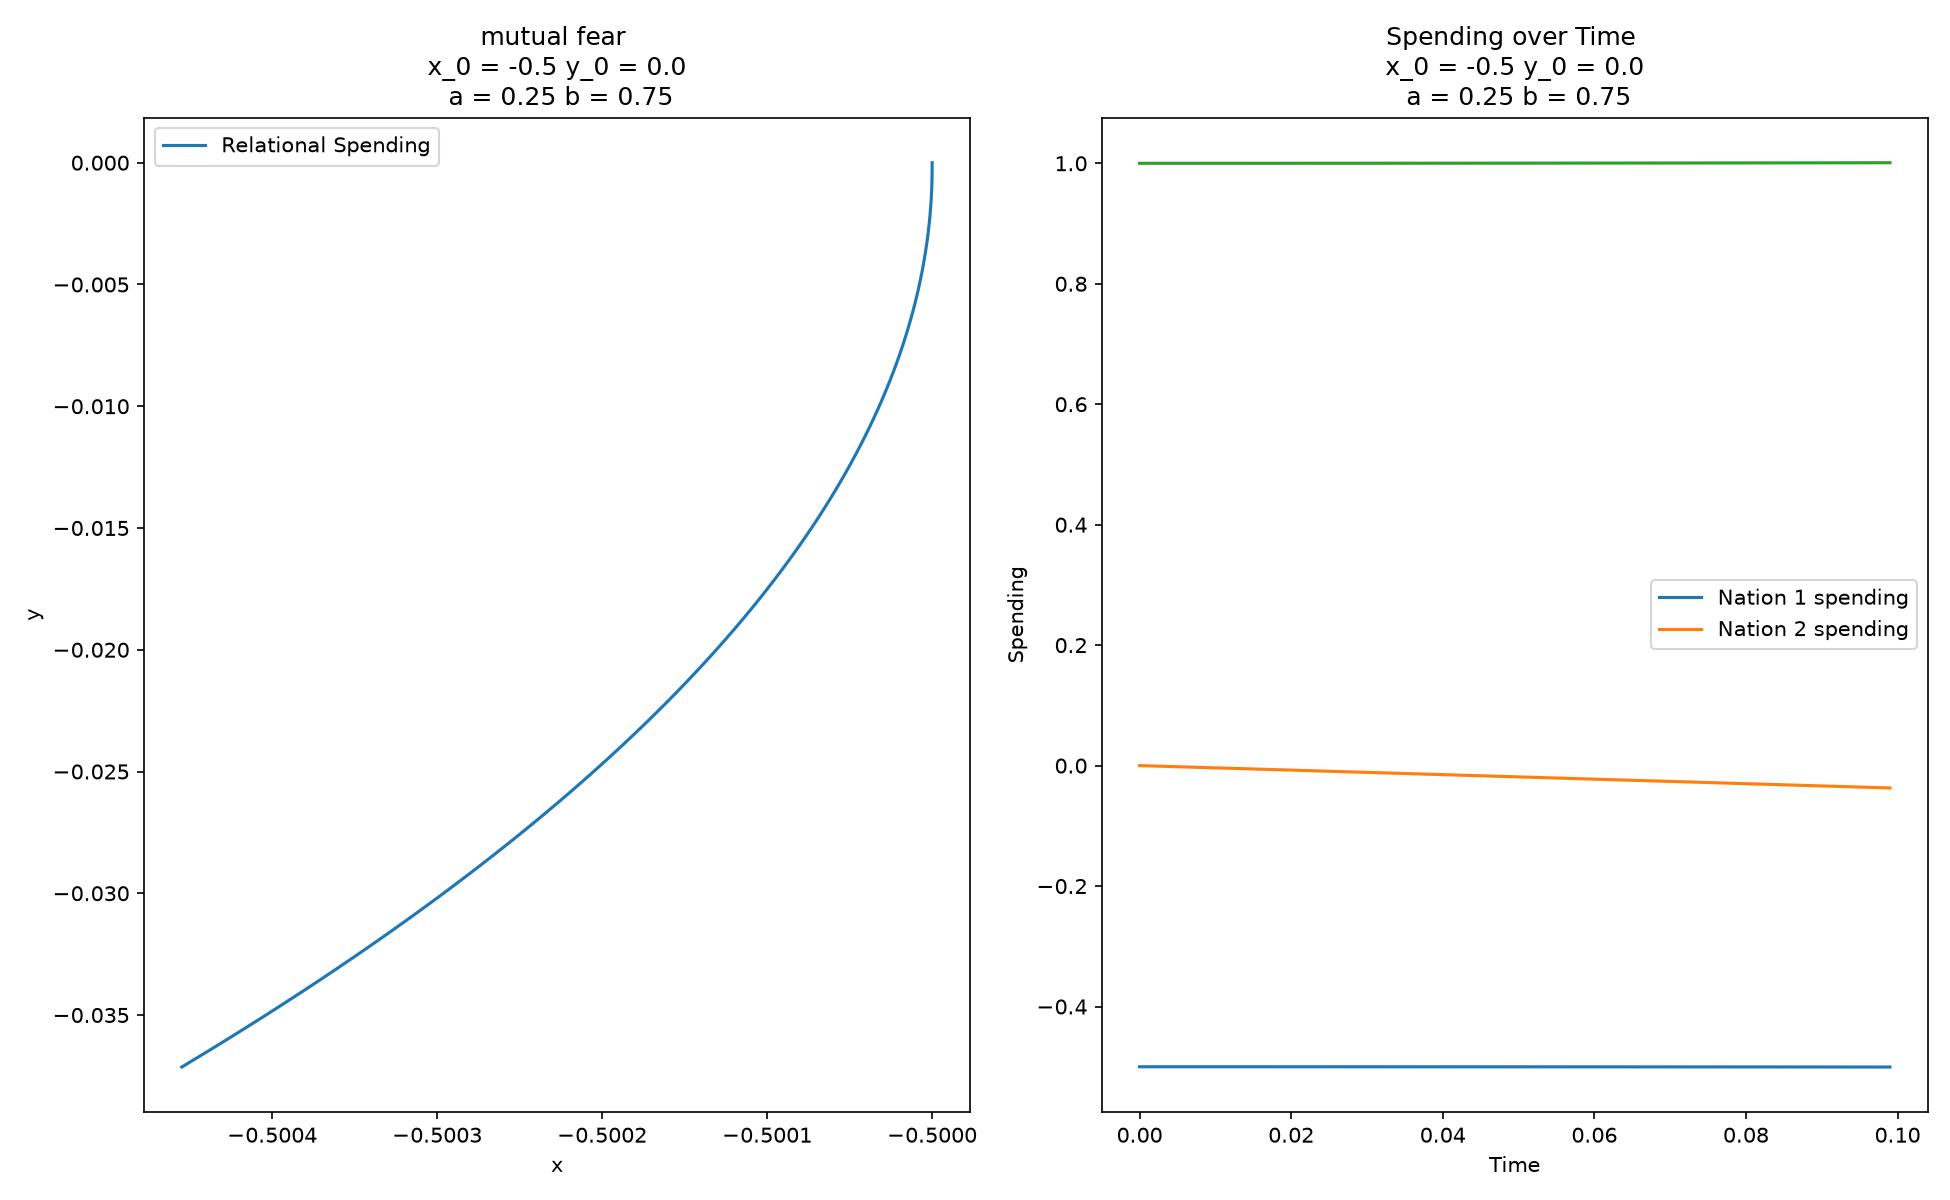 mutual fear
x_0 = -0.5 y_0 = 0.0
a = 0.25 b = 0.75
Relational Spending
0.000
−0.005
−0.010
−0.015
−0.020
−0.025
−0.030
−0.035
y
−0.5004
−0.5003
−0.5002
−0.5001
−0.5000
x
Spending over Time
x_0 = -0.5 y_0 = 0.0
a = 0.25 b = 0.75
1.0
0.8
0.6
0.4
0.2
0.0
−0.2
−0.4
Spending
Nation 1 spending
Nation 2 spending
0.00
0.02
0.04
0.06
0.08
0.10
Time